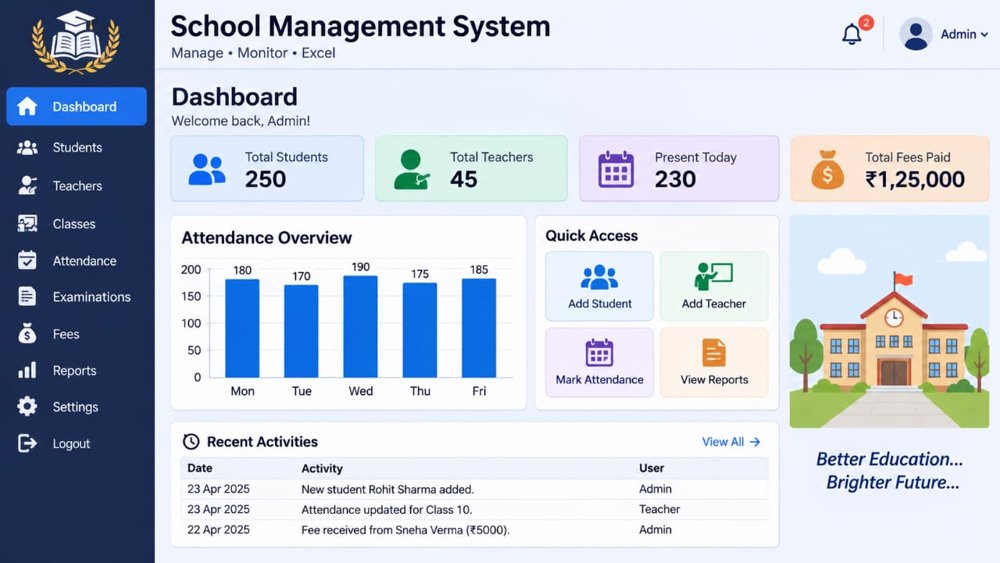 School Management System
Manage • Monitor • Excel
2
Admin
Dashboard
Students
Teachers
Classes
Attendance
Examinations
Fees
Reports
Settings
Logout
Dashboard
Welcome back, Admin!
Total Students
250
Total Teachers
45
Present Today
230
Total Fees Paid
₹1,25,000
Attendance Overview
200
150
100
50
0
180
170
190
175
185
Mon Tue Wed Thu Fri
Quick Access
Add Student
Add Teacher
Mark Attendance
View Reports
Recent Activities
View All →
Date Activity User
23 Apr 2025 New student Rohit Sharma added. Admin
23 Apr 2025 Attendance updated for Class 10. Teacher
22 Apr 2025 Fee received from Sneha Verma (₹5000). Admin
Better Education...
Brighter Future...